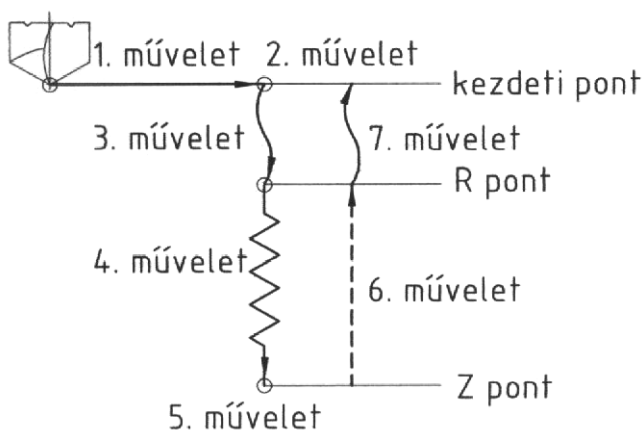 1. művelet 2. művelet
kezdeti pont
3. művelet 7. művelet
R pont
4. művelet
6. művelet
Z pont
5. művelet